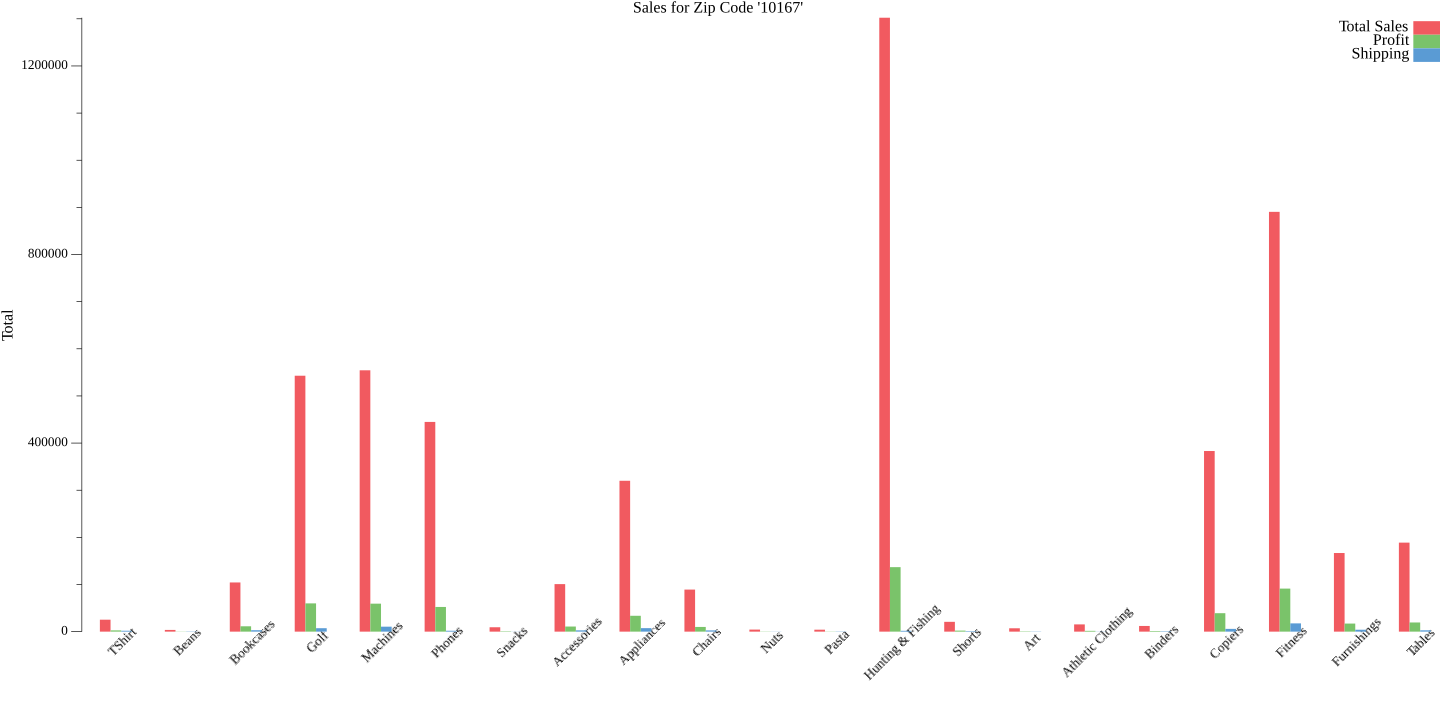 Sales for Zip Code '10167'
Total Sales
Profit
Shipping
1200000
800000
400000
0
Total
TShirt
Beans
Bookcases
Golf
Machines
Phones
Snacks
Accessories
Appliances
Chairs
Nuts
Pasta
Hunting & Fishing
Shorts
Art
Athletic Clothing
Binders
Copiers
Fitness
Furnishings
Tables